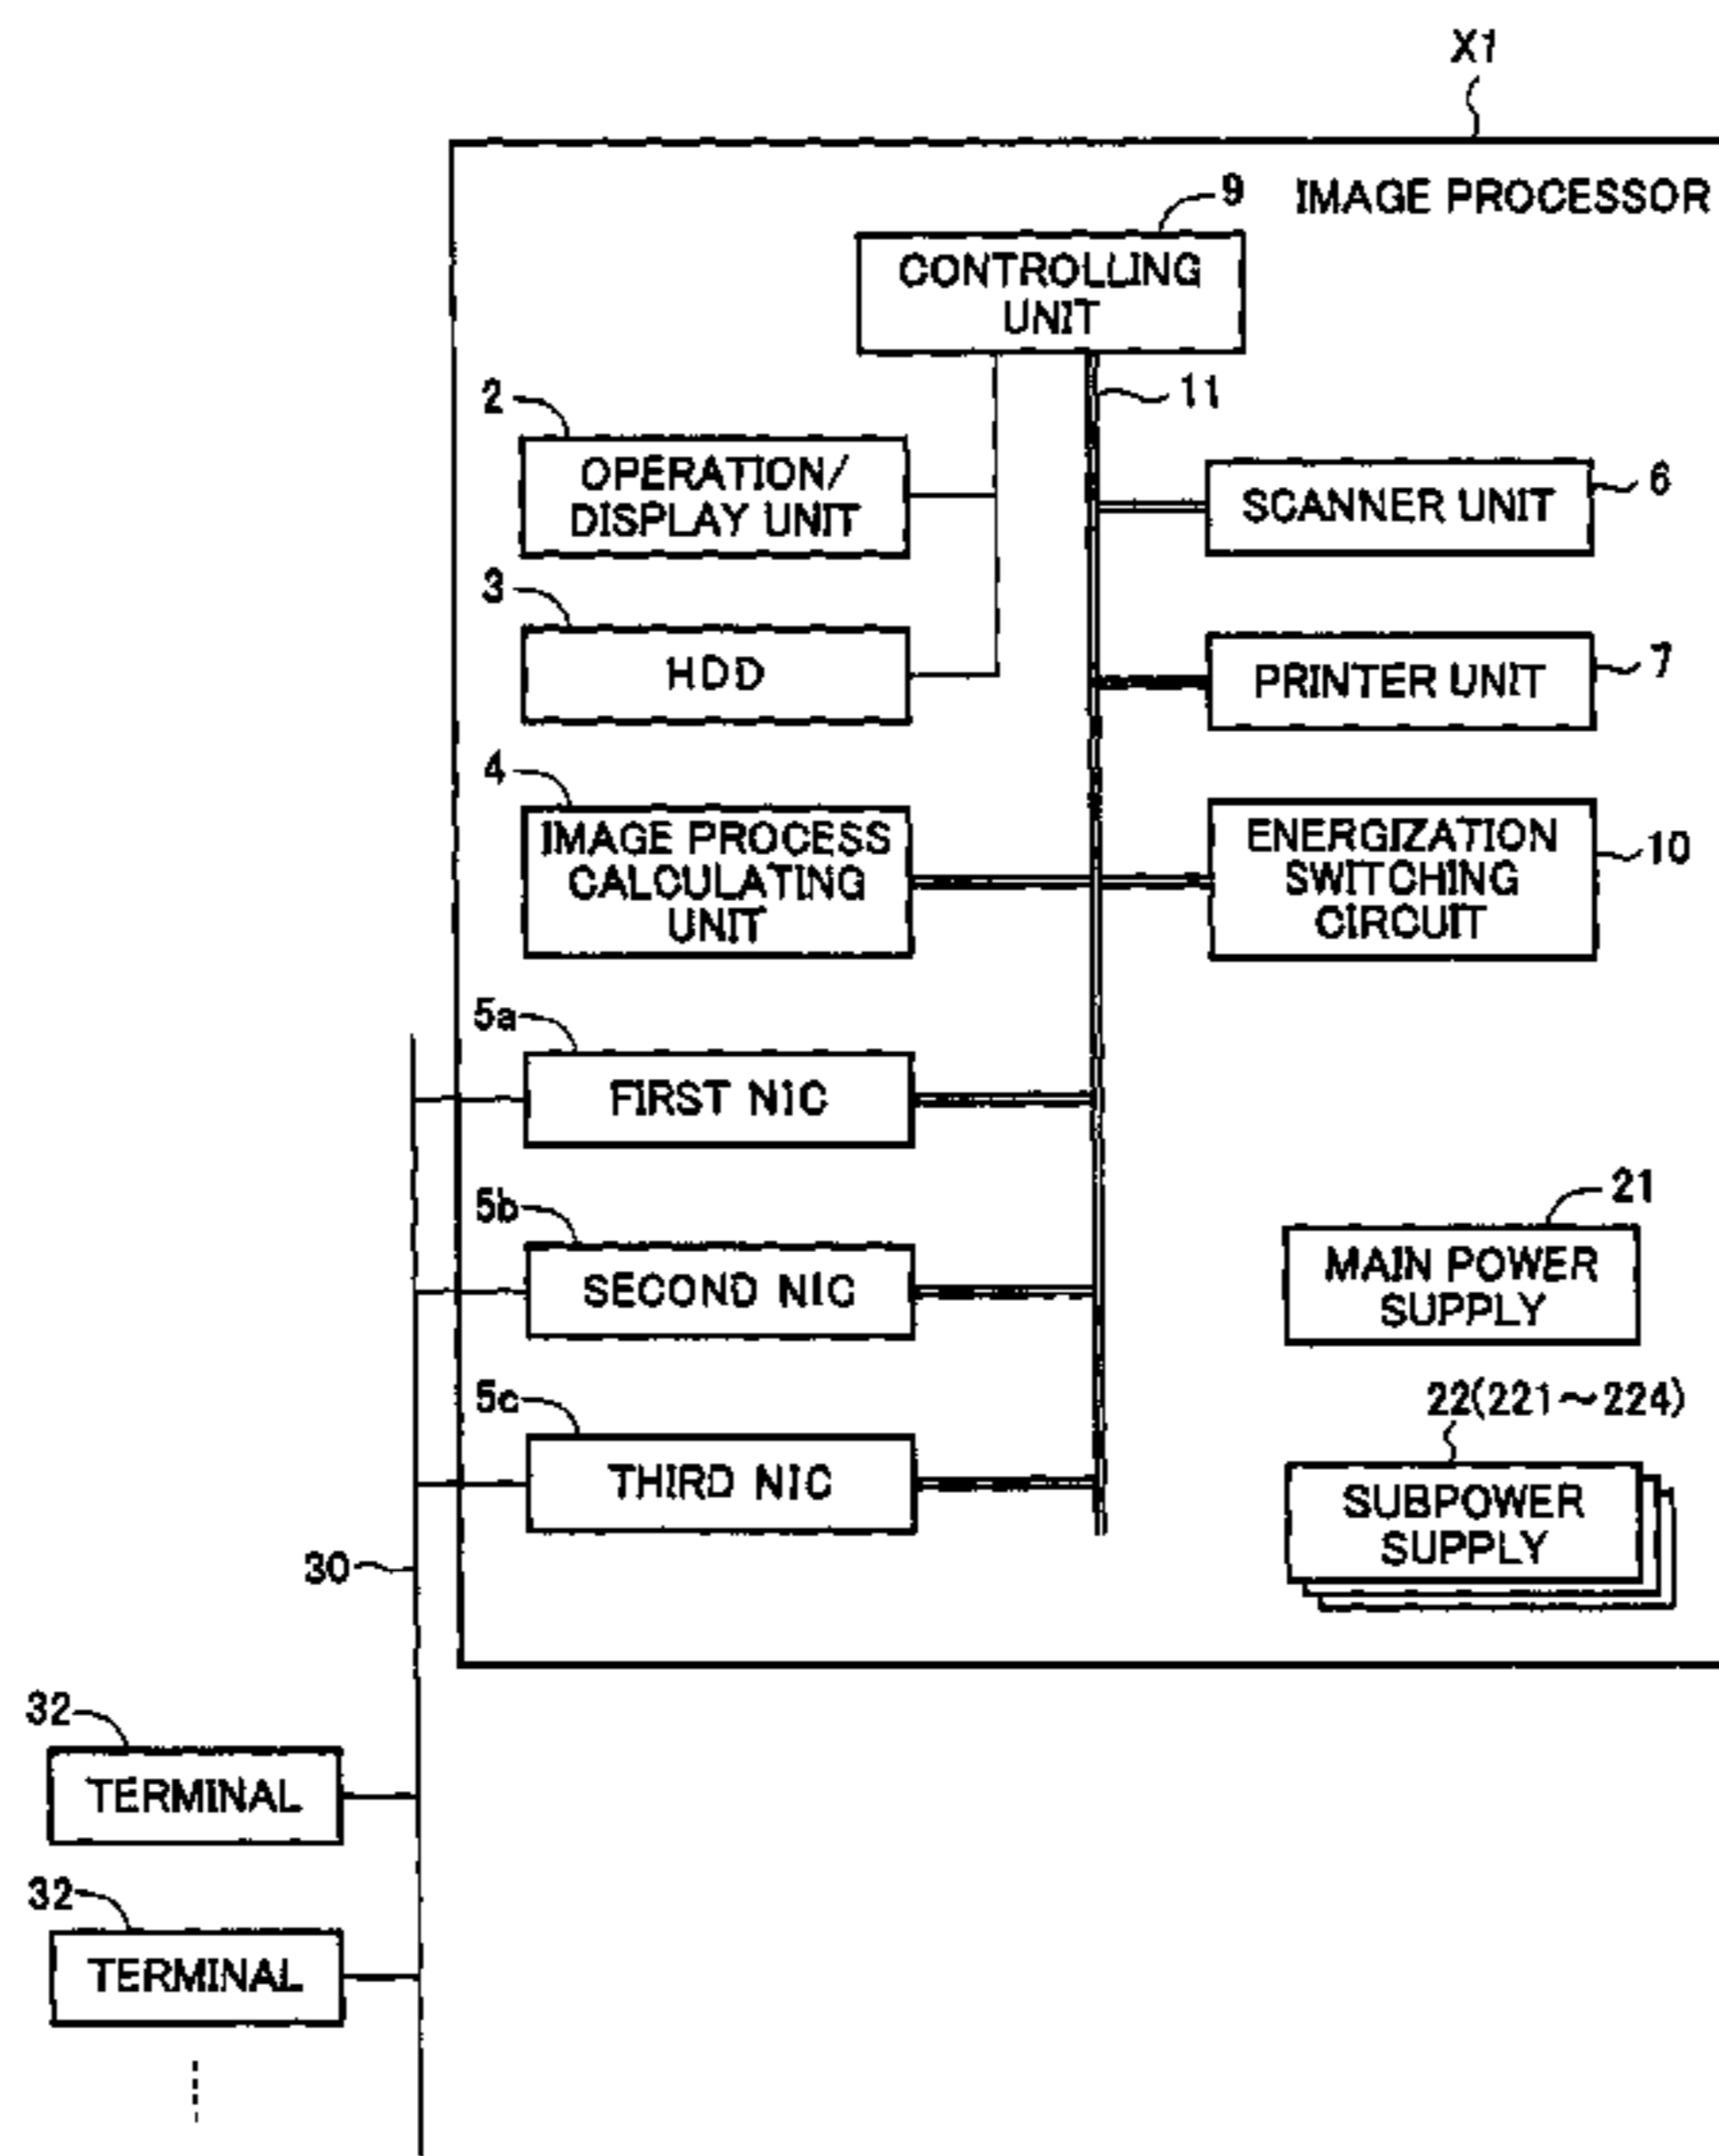 X1
IMAGE PROCESSOR
9
CONTROLLING
UNIT
11
2
OPERATION/
DISPLAY UNIT
6
SCANNER UNIT
3
HDD
7
PRINTER UNIT
4
IMAGE PROCESS
CALCULATING
UNIT
10
ENERGIZATION
SWITCHING
CIRCUIT
5a
FIRST NIC
5b
SECOND NIC
21
MAIN POWER
SUPPLY
5c
THIRD NIC
22(221~224)
SUBPOWER
SUPPLY
30
32
TERMINAL
32
TERMINAL